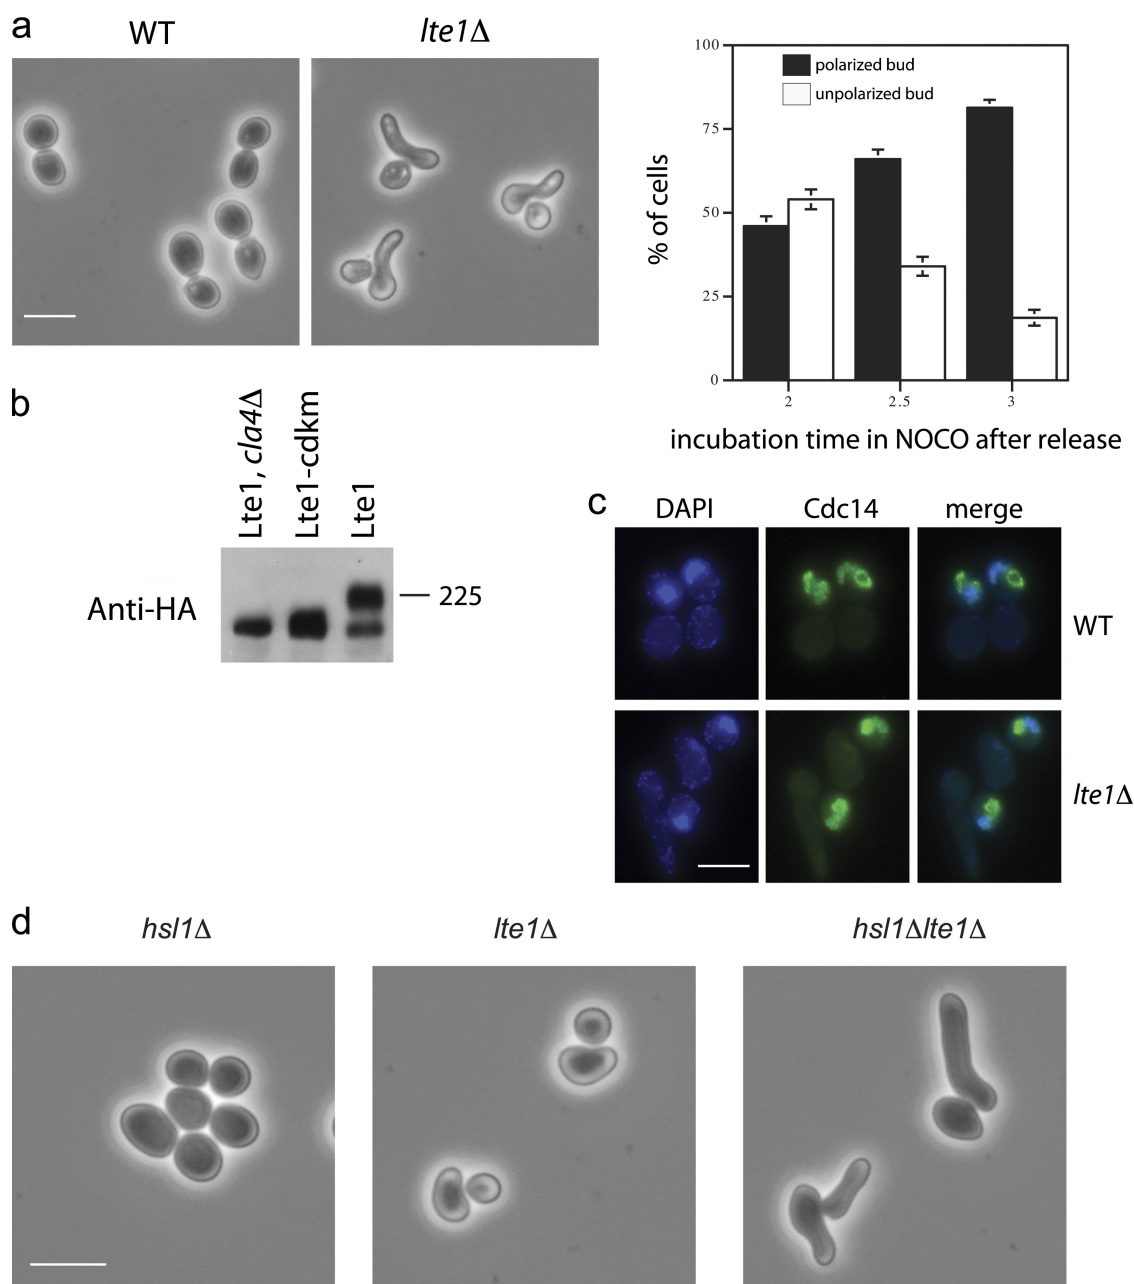 a
WT
lte1Δ
100
75
50
25
0
% of cells
polarized bud
unpolarized bud
2
2.5
3
incubation time in NOCO after release
b
Lte1, cla4Δ
Lte1-cdkm
Lte1
Anti-HA
225
c
DAPI
Cdc14
merge
WT
lte1Δ
d
hsl1Δ
lte1Δ
hsl1Δlte1Δ